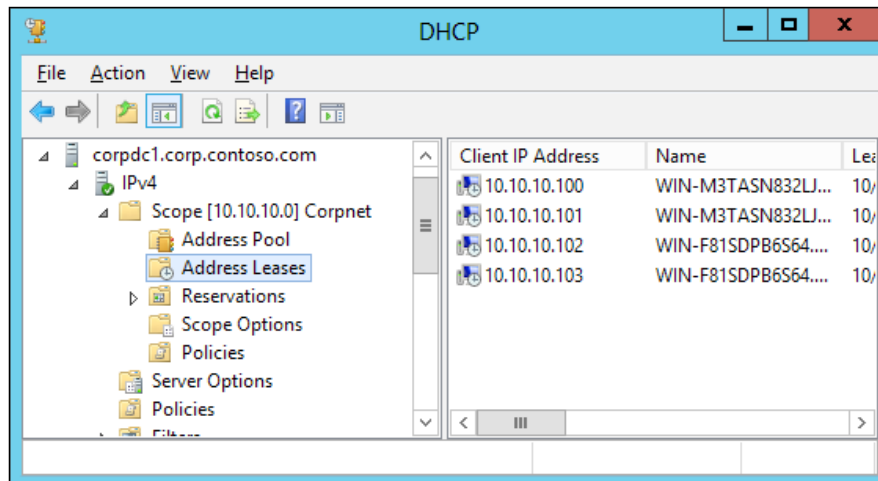 DHCP
File Action View Help
corpdc1.corp.contoso.com
IPv4
Scope [10.10.10.0] Corpnet
Address Pool
Address Leases
Reservations
Scope Options
Policies
Server Options
Policies
Filters
Client IP Address Name Lea
10.10.10.100 WIN-M3TASN832LJ... 10/
10.10.10.101 WIN-M3TASN832LJ... 10/
10.10.10.102 WIN-F81SDPB6S64.... 10/
10.10.10.103 WIN-F81SDPB6S64.... 10/